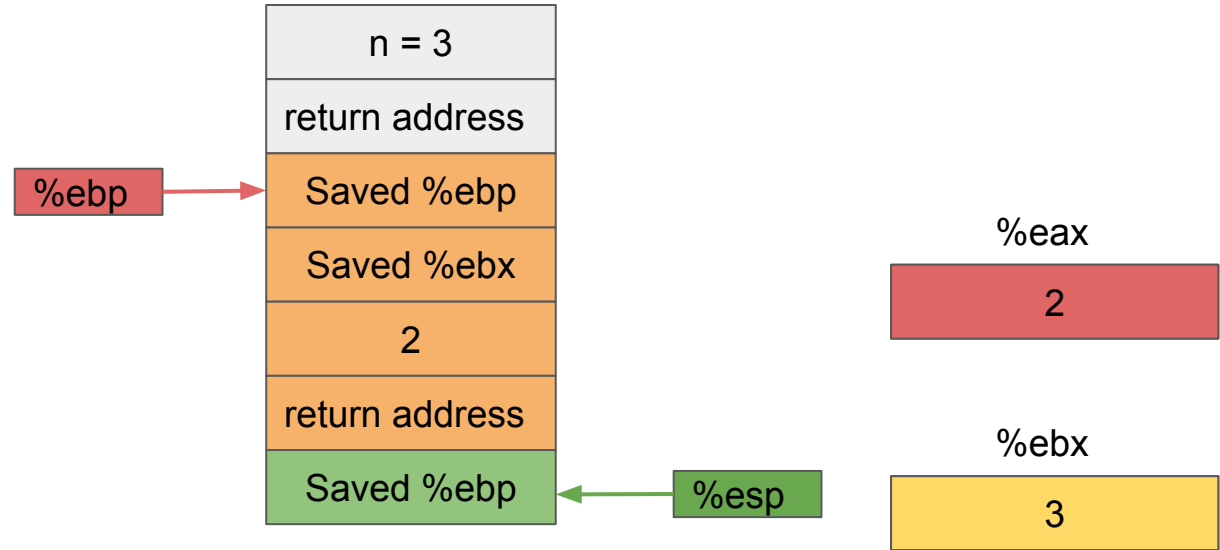 n = 3
return address
%ebp
Saved %ebp
Saved %ebx
2
return address
Saved %ebp
%esp
%eax
2
%ebx
3